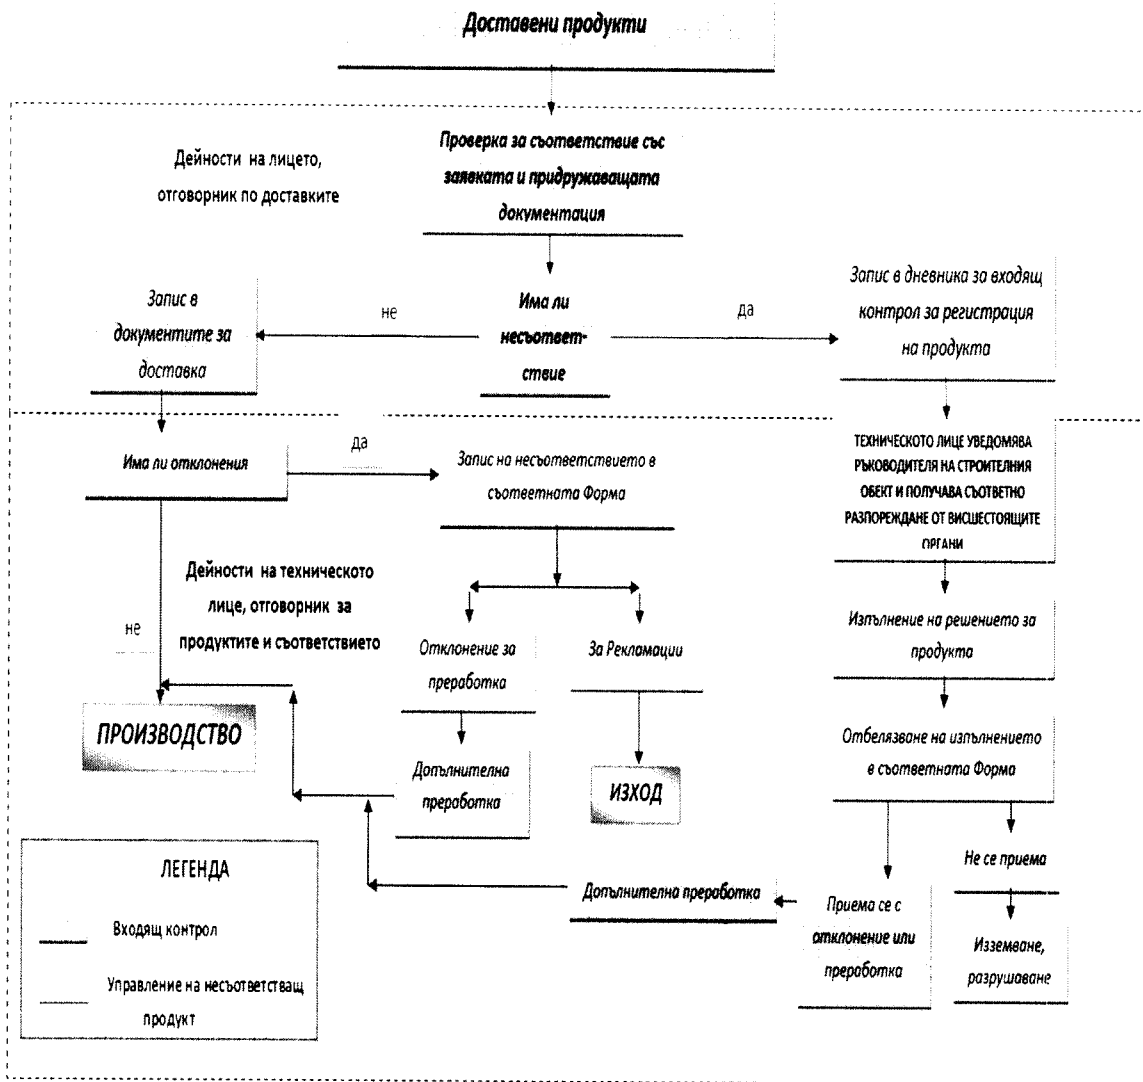 Доставени продукти
Проверка за съответствие със
заявката и придружаващата
документация
Дейности на лицето,
отговорник по доставките
Запис в
документите за
доставка
не
Има ли
несъответ-
ствие
да
Запис в дневника за входящ
контрол за регистрация
на продукта
Има ли отклонения
да
Запис на несъответствието в
съответната Форма
ТЕХНИЧЕСКОТО ЛИЦЕ УВЕДОМЯВА
РЪКОВОДИТЕЛЯ НА СТРОИТЕЛНИЯ
ОБЕКТ И ПОЛУЧАВА СЪОТВЕТНО
РАЗПОРЕЖДАНЕ ОТ ВИСШЕСТОЯЩИТЕ
ОРГАНИ
Дейности на техническото
лице, отговорник за
продуктите и съответствието
не
Отклонение за
преработка
За Рекламации
Изпълнение на решението за
продукта
ПРОИЗВОДСТВО
Допълнителна
преработка
ИЗХОД
Отбелязване на изпълнението
в съответната Форма
Не се приема
Допълнителна преработка
Приема се с
отклонение или
преработка
Изземване,
разрушаване
ЛЕГЕНДА
Входящ контрол
Управление на несъответстващ
продукт